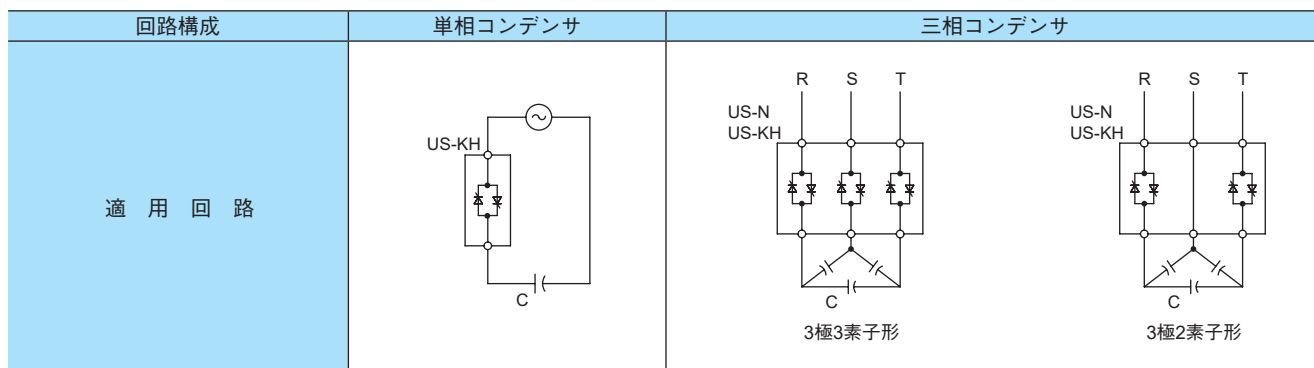 回路構成
単相コンデンサ
三相コンデンサ
適用回路
US-KH
C
R S T
US-N
US-KH
C
3極3素子形
R S T
US-N
US-KH
C
3極2素子形